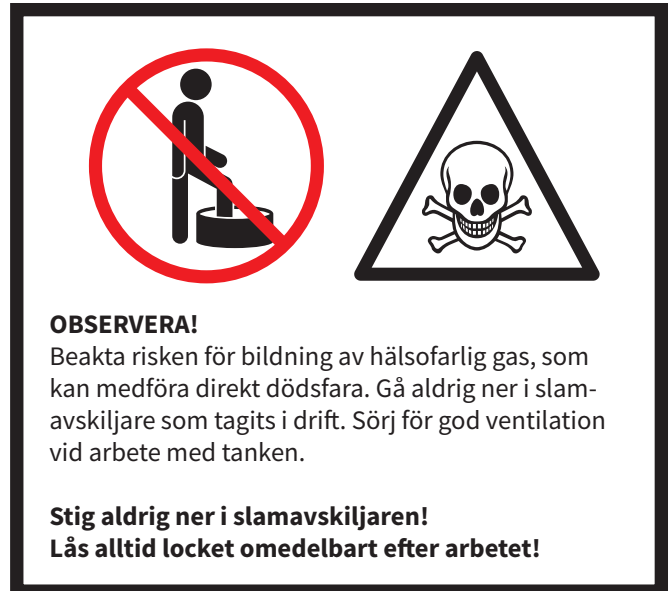 OBSERVERA!
Beakta risken för bildning av hälsofarlig gas, som
kan medföra direkt dödsfara. Gå aldrig ner i slam-
avskiljare som tagits i drift. Sörj för god ventilation
vid arbete med tanken.
Stig aldrig ner i slamavskiljaren!
Lås alltid locket omedelbart efter arbetet!